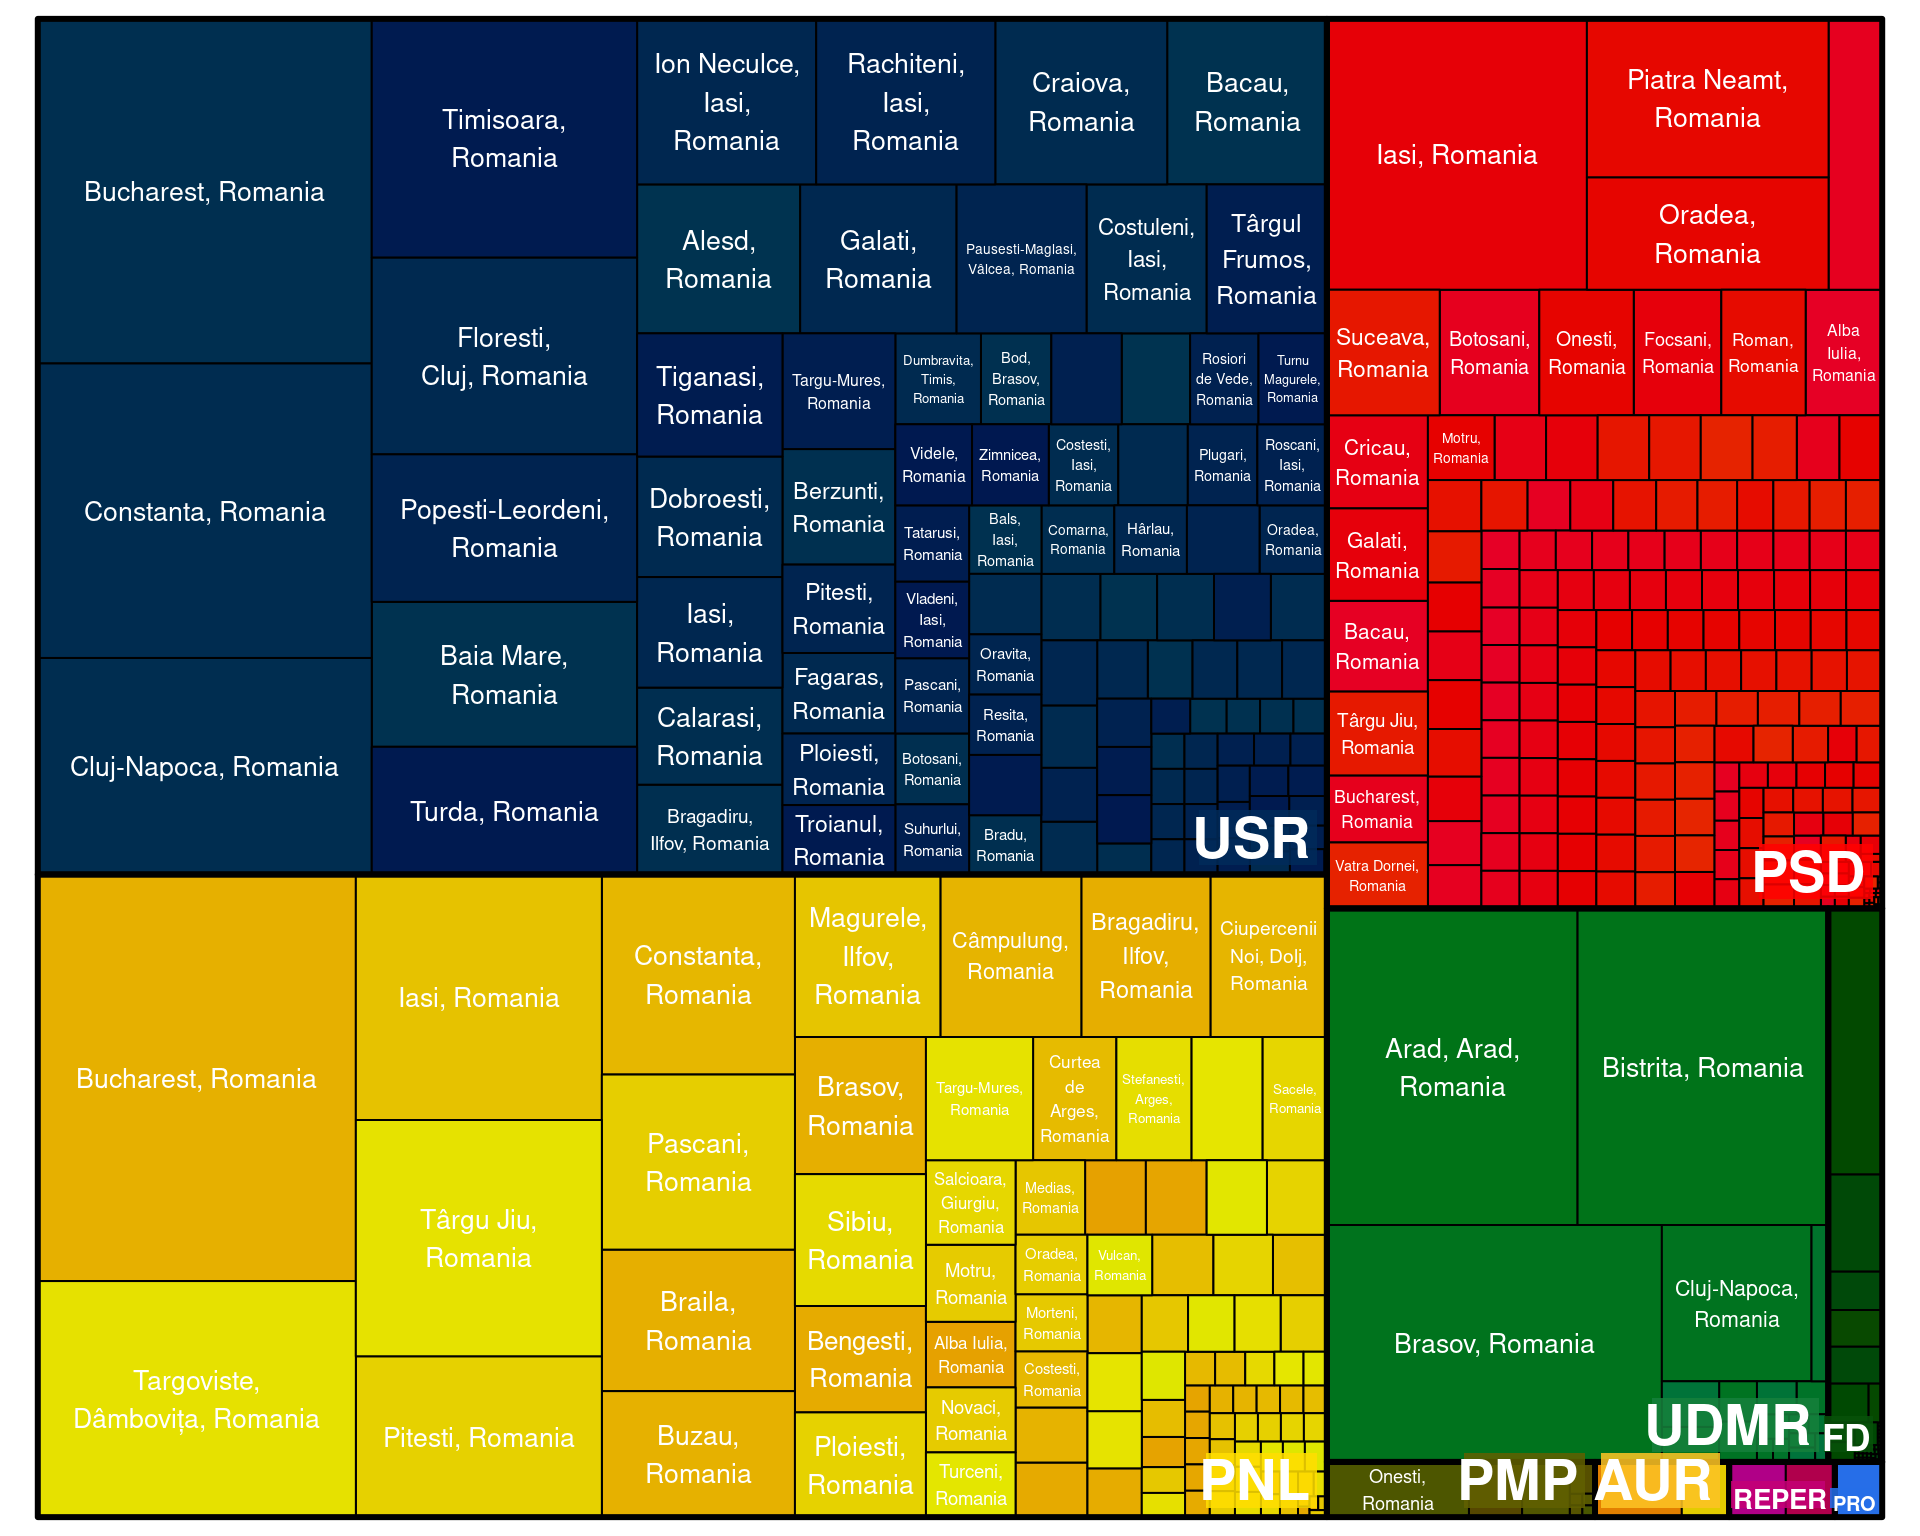 Bucharest, Romania
Constanta, Romania
Cluj-Napoca, Romania
Timisoara,
Romania
Floresti,
Cluj, Romania
Popesti-Leordeni,
Romania
Baia Mare,
Romania
Turda, Romania
Ion Neculce,
Iasi,
Romania
Rachiteni,
Iasi,
Romania
Craiova,
Romania
Bacau,
Romania
Alesd,
Romania
Galati,
Romania
Pausesti-Maglasi,
Vâlcea, Romania
Costuleni,
Iasi,
Romania
Târgul
Frumos,
Romania
Tiganasi,
Romania
Dobroesti,
Romania
Iasi,
Romania
Calarasi,
Romania
Bragadiru,
Ilfov, Romania
Targu-Mures,
Romania
Berzunti,
Romania
Pitesti,
Romania
Fagaras,
Romania
Ploiesti,
Romania
Troianul,
Romania
Dumbravita,
Timis,
Romania
Bod,
Brasov,
Romania
Rosiori
de Vede,
Romania
Turnu
Magurele,
Romania
Videle,
Romania
Zimnicea,
Romania
Costesti,
Iasi,
Romania
Plugari,
Romania
Roscani,
Iasi,
Romania
Tatarusi,
Romania
Bals,
Iasi,
Romania
Comarna,
Romania
Hârlau,
Romania
Oradea,
Romania
Vladeni,
Iasi,
Romania
Pascani,
Romania
Botosani,
Romania
Suhurlui,
Romania
Oravita,
Romania
Resita,
Romania
Bradu,
Romania
USR
Iasi, Romania
Piatra Neamt,
Romania
Oradea,
Romania
Suceava,
Romania
Botosani,
Romania
Onesti,
Romania
Focsani,
Romania
Roman,
Romania
Alba
Iulia,
Romania
Cricau,
Romania
Motru,
Romania
Galati,
Romania
Bacau,
Romania
Târgu Jiu,
Romania
Bucharest,
Romania
Vatra Dornei,
Romania
PSD
Bucharest, Romania
Targoviste,
Dâmbovița, Romania
Iasi, Romania
Târgu Jiu,
Romania
Pitesti, Romania
Constanta,
Romania
Pascani,
Romania
Braila,
Romania
Buzau,
Romania
Magurele,
Ilfov,
Romania
Câmpulung,
Romania
Bragadiru,
Ilfov,
Romania
Ciupercenii
Noi, Dolj,
Romania
Brasov,
Romania
Sibiu,
Romania
Bengesti,
Romania
Ploiesti,
Romania
Targu-Mures,
Romania
Curtea
de
Arges,
Romania
Stefanesti,
Arges,
Romania
Sacele,
Romania
Salcioara,
Giurgiu,
Romania
Motru,
Romania
Alba Iulia,
Romania
Novaci,
Romania
Turceni,
Romania
Medias,
Romania
Oradea,
Romania
Vulcan,
Romania
Morteni,
Romania
Costesti,
Romania
PNL
Arad, Arad,
Romania
Bistrita, Romania
Brasov, Romania
Cluj-Napoca,
Romania
UDMR
FD
Onesti,
Romania
PMP
AUR
REPER
PRO